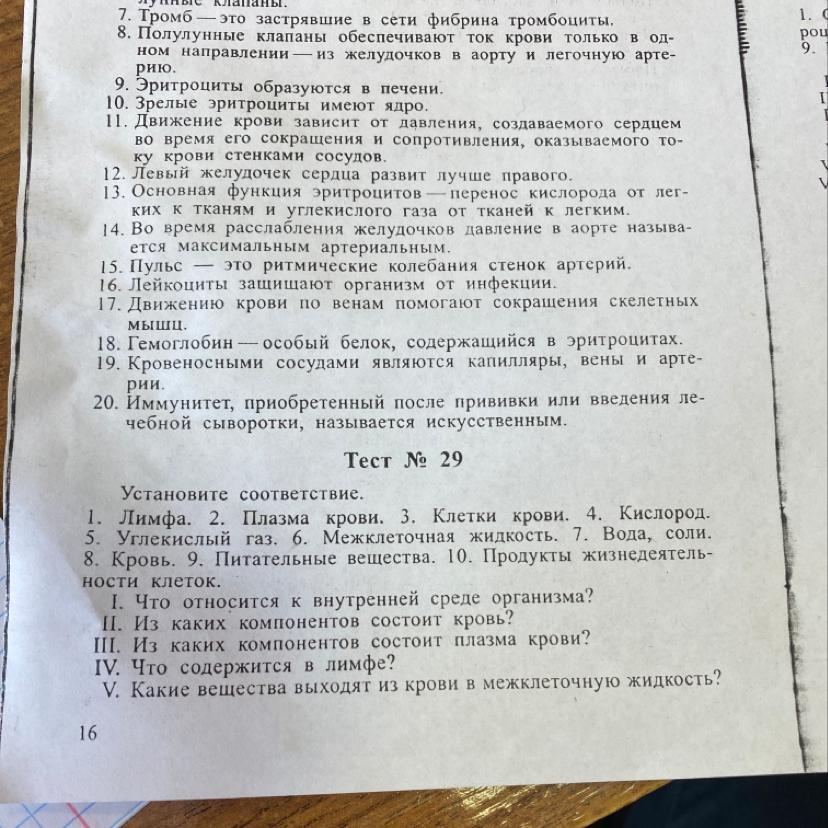 лунные клапаны.
7. Тромб — это застрявшие в сети фибрина тромбоциты.
8. Полулунные клапаны обеспечивают ток крови только в од-
ном направлении — из желудочков в аорту и легочную арте-
рию.
9. Эритроциты образуются в печени.
10. Зрелые эритроциты имеют ядро.
11. Движение крови зависит от давления, создаваемого сердцем
во время его сокращения и сопротивления, оказываемого то-
ку крови стенками сосудов.
12. Левый желудочек сердца развит лучше правого.
13. Основная функция эритроцитов — перенос кислорода от лег-
ких к тканям и углекислого газа от тканей к легким.
14. Во время расслабления желудочков давление в аорте называ-
ется максимальным артериальным.
15. Пульс — это ритмические колебания стенок артерий.
16. Лейкоциты защищают организм от инфекции.
17. Движению крови по венам помогают сокращения скелетных
мышц.
18. Гемоглобин — особый белок, содержащийся в эритроцитах.
19. Кровеносными сосудами являются капилляры, вены и арте-
рии.
20. Иммунитет, приобретенный после прививки или введения ле-
чебной сыворотки, называется искусственным.
Тест № 29
Установите соответствие.
1. Лимфа. 2. Плазма крови. 3. Клетки крови. 4. Кислород.
5. Углекислый газ. 6. Межклеточная жидкость. 7. Вода, соли.
8. Кровь. 9. Питательные вещества. 10. Продукты жизнедеятель-
ности клеток.
I. Что относится к внутренней среде организма?
II. Из каких компонентов состоит кровь?
III. Из каких компонентов состоит плазма крови?
IV. Что содержится в лимфе?
V. Какие вещества выходят из крови в межклеточную жидкость?
16
1.
9.